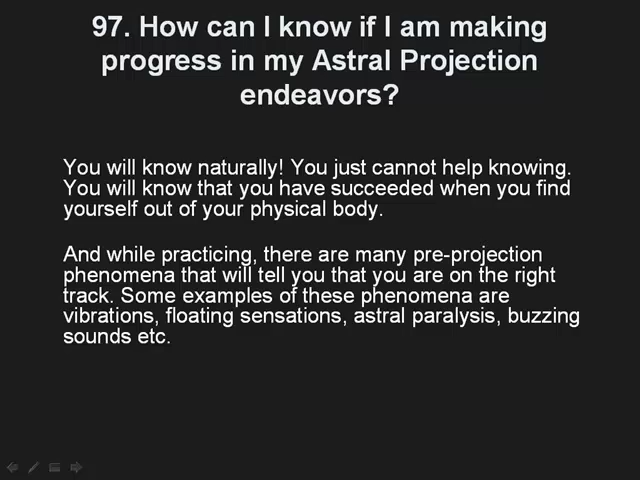 97. How can I know if I am making
progress in my Astral Projection
endeavors?
You will know naturally! You just cannot help knowing.
You will know that you have succeeded when you find
yourself out of your physical body.
And while practicing, there are many pre-projection
phenomena that will tell you that you are on the right
track. Some examples of these phenomena are
vibrations, floating sensations, astral paralysis, buzzing
sounds etc.